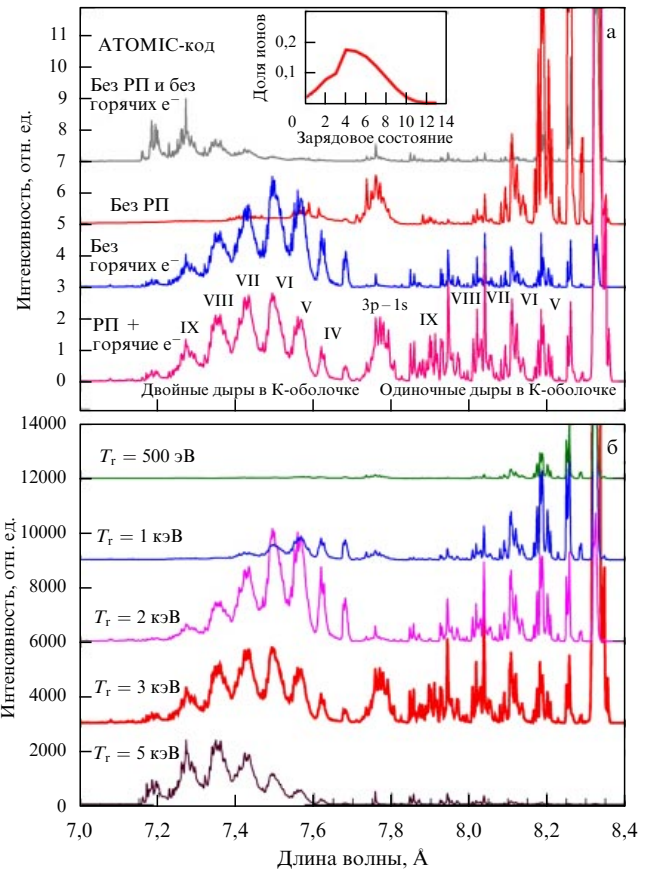 11
10
9
8
7
6
5
4
3
2
1
0
Интенсивность, отн. ед.
ATOMIC-код
а
Без РП и без
горячих e⁻
Доля ионов
0,2
0,1
0 2 4 6 8 10 12 14
Зарядовое состояние
Без РП
Без
горячих e⁻
РП +
горячие e⁻
IX
VIII
VII
VI
V
IV
3p−1s
IX
VIII
VII
VI
V
Двойные дыры в К-оболочке
Одиночные дыры в К-оболочке
14000
12000
10000
8000
6000
4000
2000
0
Интенсивность, отн. ед.
б
Tг = 500 эВ
Tг = 1 кэВ
Tг = 2 кэВ
Tг = 3 кэВ
Tг = 5 кэВ
7,0 7,2 7,4 7,6 7,8 8,0 8,2 8,4
Длина волны, Å